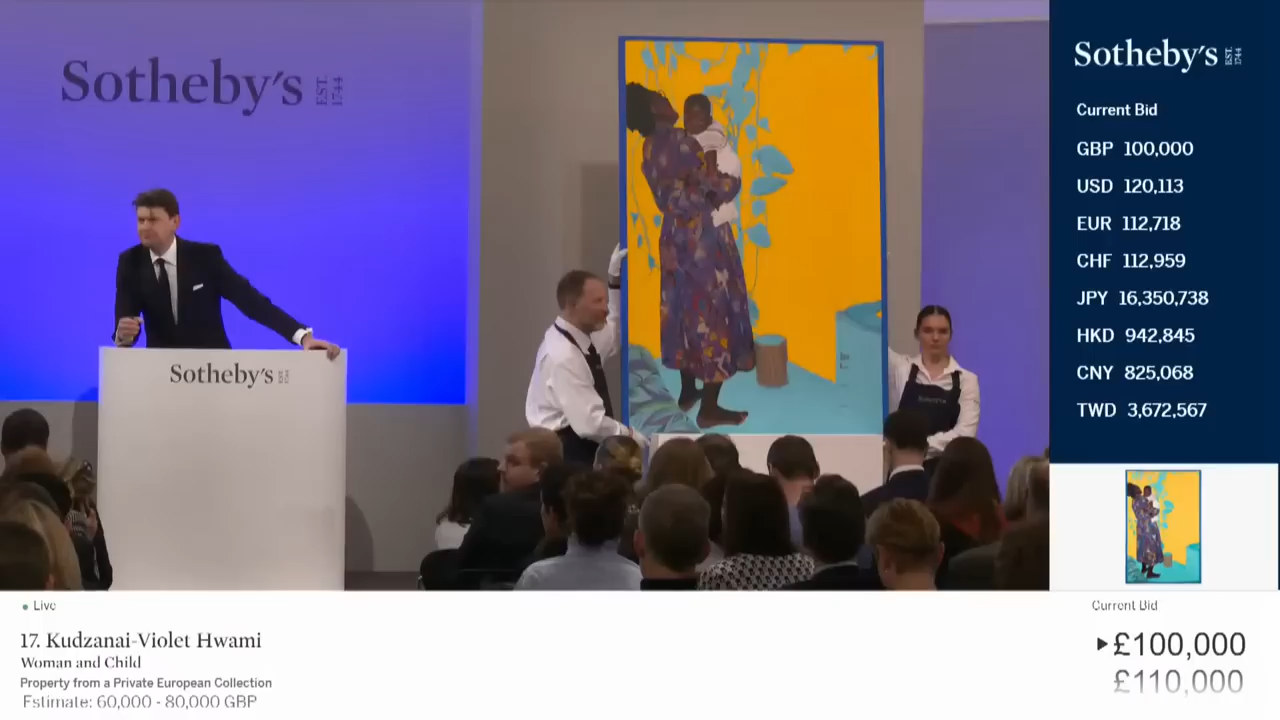 Sotheby's EST. 1744
Sotheby's EST. 1744
Sotheby's EST. 1744
Current Bid
GBP 100,000
USD 120,113
EUR 112,718
CHF 112,959
JPY 16,350,738
HKD 942,845
CNY 825,068
TWD 3,672,567
Live
17. Kudzanai-Violet Hwami
Woman and Child
Property from a Private European Collection
Estimate: 60,000 - 80,000 GBP
Current Bid
£100,000
£110,000